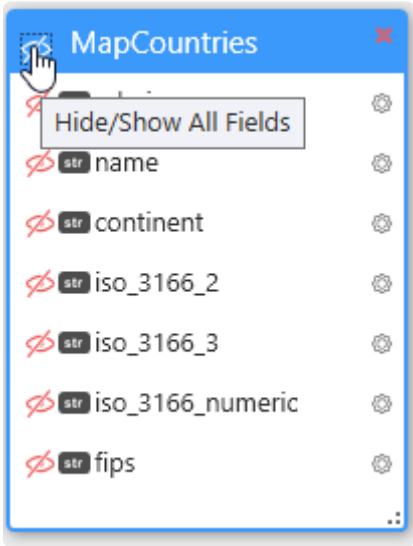 MapCountries
Hide/Show All Fields
str name
str continent
str iso_3166_2
str iso_3166_3
str iso_3166_numeric
str fips